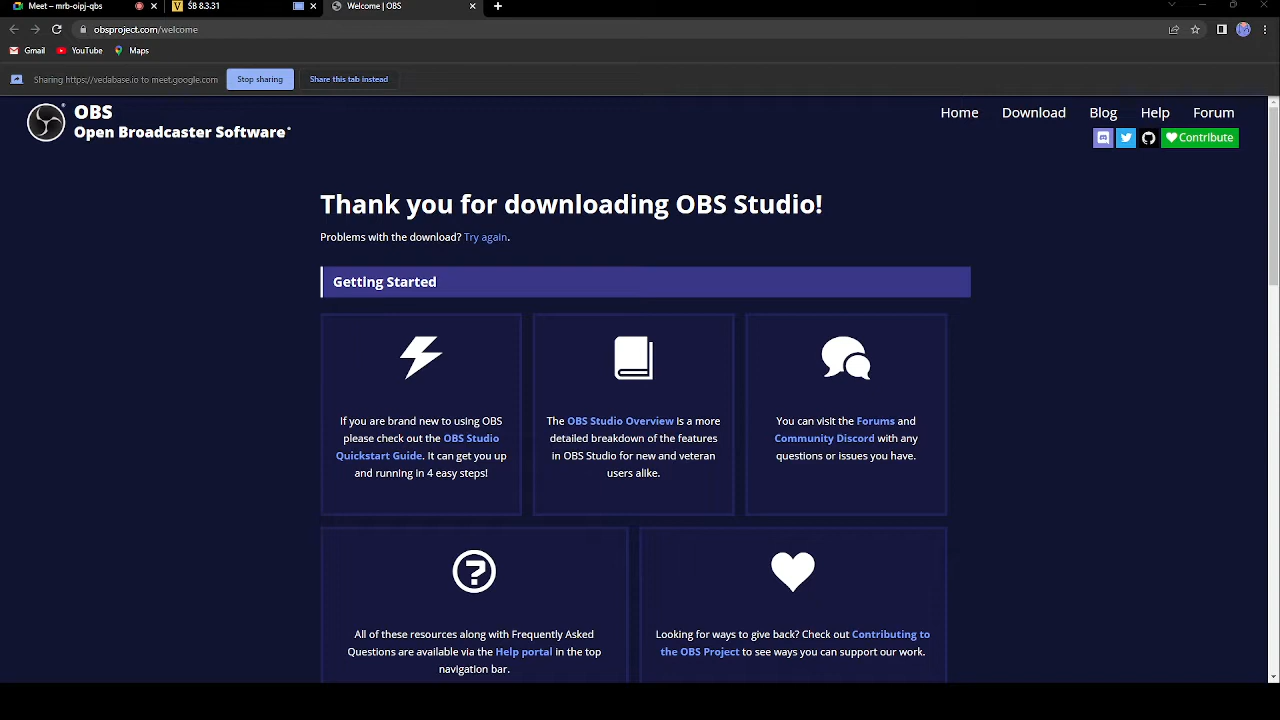 Meet – mrb-oipj-qbs
ŚB 8.3.31
Welcome | OBS
obsproject.com/welcome
Gmail
YouTube
Maps
Sharing https://vedabase.io to meet.google.com
Stop sharing
Share this tab instead
OBS
Open Broadcaster Software
Home
Download
Blog
Help
Forum
Contribute
Thank you for downloading OBS Studio!
Problems with the download? Try again.
Getting Started
If you are brand new to using OBS
please check out the OBS Studio
Quickstart Guide. It can get you up
and running in 4 easy steps!
The OBS Studio Overview is a more
detailed breakdown of the features
in OBS Studio for new and veteran
users alike.
You can visit the Forums and
Community Discord with any
questions or issues you have.
All of these resources along with Frequently Asked
Questions are available via the Help portal in the top
navigation bar.
Looking for ways to give back? Check out Contributing to
the OBS Project to see ways you can support our work.